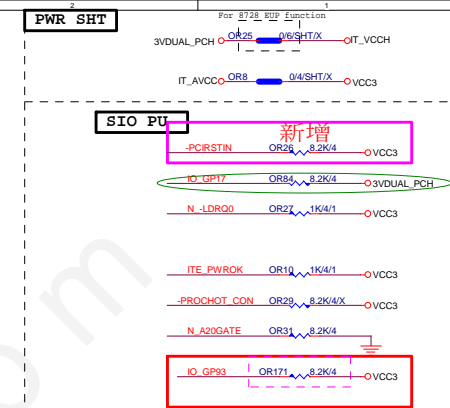 2 1
PWR SHT For 8728 EUP function
3VDUAL_PCH OR25 0/6/SHT/X IT_VCCH
IT_AVCC OR8 0/4/SHT/X VCC3
SIO PU 新增
-PCIRSTIN OR26 8.2K/4 VCC3
IO_GP17 OR84 8.2K/4 3VDUAL_PCH
N_-LDRQ0 OR27 1K/4/1 VCC3
ITE_PWROK OR10 1K/4/1 VCC3
-PROCHOT_CON OR29 8.2K/4/X VCC3
N_A20GATE OR31 8.2K/4
IO_GP93 OR171 8.2K/4 VCC3
om